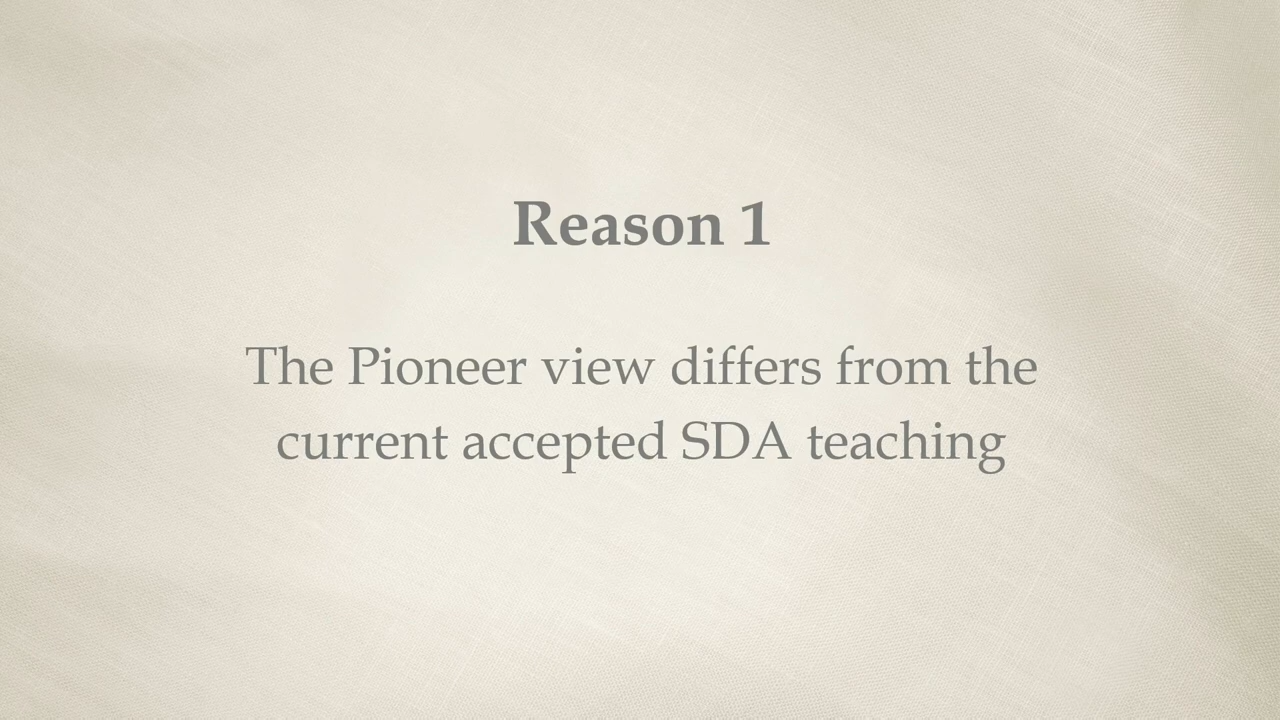 Reason 1
The Pioneer view differs from the
current accepted SDA teaching